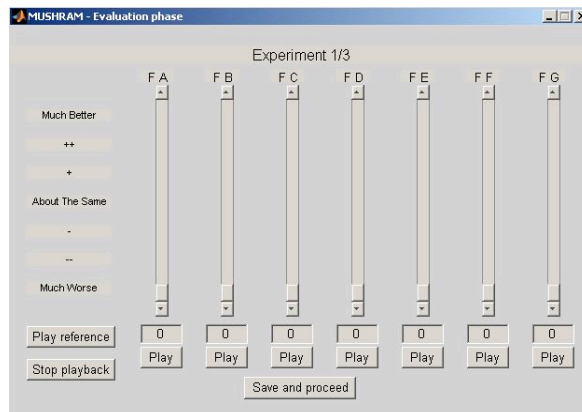 MUSHRAM - Evaluation phase
Experiment 1/3
F A F B F C F D F E F F F G
Much Better
++
+
About The Same
-
--
Much Worse
0 0 0 0 0 0 0
Play reference
Play Play Play Play Play Play Play
Stop playback
Save and proceed